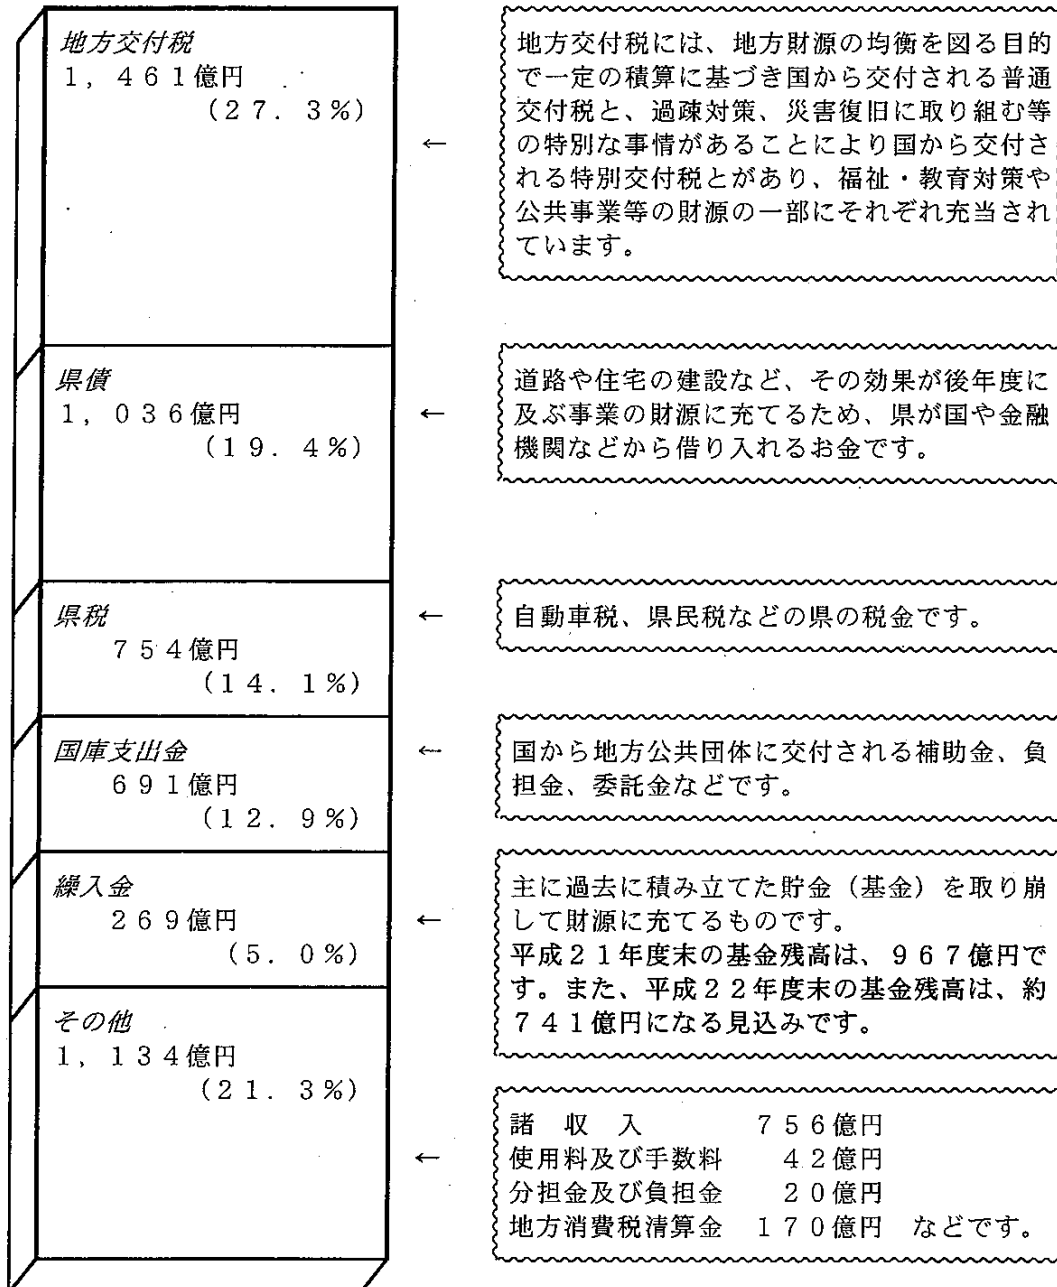 地方交付税
1,461億円
(27.3%)
←
地方交付税には、地方財源の均衡を図る目的
で一定の積算に基づき国から交付される普通
交付税と、過疎対策、災害復旧に取り組む等
の特別な事情があることにより国から交付さ
れる特別交付税とがあり、福祉・教育対策や
公共事業等の財源の一部にそれぞれ充当され
ています。
県債
1,036億円
(19.4%)
←
道路や住宅の建設など、その効果が後年度に
及ぶ事業の財源に充てるため、県が国や金融
機関などから借り入れるお金です。
県税
754億円
(14.1%)
←
自動車税、県民税などの県の税金です。
国庫支出金
691億円
(12.9%)
←
国から地方公共団体に交付される補助金、負
担金、委託金などです。
繰入金
269億円
(5.0%)
←
主に過去に積み立てた貯金(基金)を取り崩
して財源に充てるものです。
平成21年度末の基金残高は、967億円で
す。また、平成22年度末の基金残高は、約
741億円になる見込みです。
その他
1,134億円
(21.3%)
←
諸収入 756億円
使用料及び手数料 42億円
分担金及び負担金 20億円
地方消費税清算金 170億円 などです。